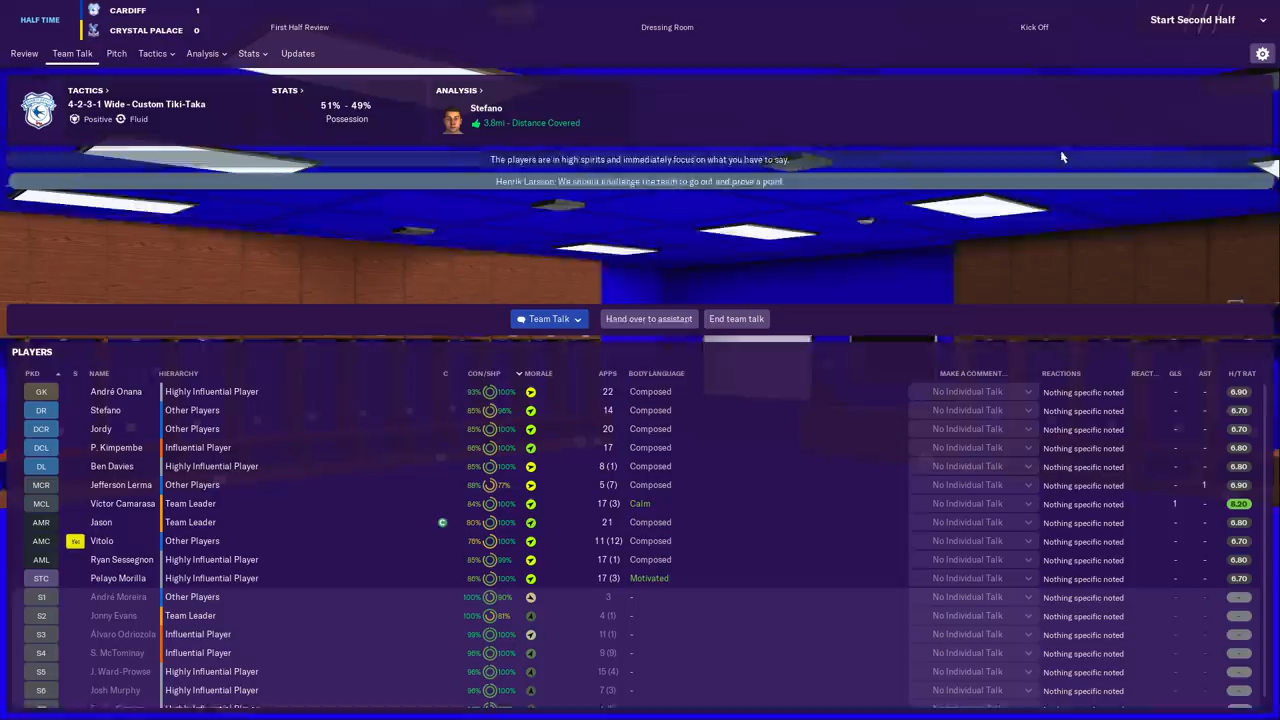 HALF TIME
CARDIFF 1
CRYSTAL PALACE 0
First Half Review Dressing Room Kick Off Start Second Half
Review Team Talk Pitch Tactics Analysis Stats Updates
TACTICS STATS ANALYSIS
4-2-3-1 Wide - Custom Tiki-Taka 51% - 49% Stefano
Positive Fluid Possession 3.8mi - Distance Covered
The players are in high spirits and immediately focus on what you have to say.
Henrik Larsson: We should challenge the team to go out and prove a point.
Team Talk Hand over to assistant End team talk
PLAYERS
PKD S NAME HIERARCHY C CON/SHP MORALE APPS BODY LANGUAGE MAKE A COMMENT... REACTIONS REACT... GLS AST H/T RAT
GK André Onana Highly Influential Player 93% 100% 22 Composed No Individual Talk Nothing specific noted - - 6.90
DR Stefano Other Players 85% 96% 14 Composed No Individual Talk Nothing specific noted - - 6.70
DCR Jordy Other Players 85% 100% 20 Composed No Individual Talk Nothing specific noted - - 6.70
DCL P. Kimpembe Influential Player 86% 100% 17 Composed No Individual Talk Nothing specific noted - - 6.80
DL Ben Davies Highly Influential Player 85% 100% 8 (1) Composed No Individual Talk Nothing specific noted - - 6.80
MCR Jefferson Lerma Other Players 68% 77% 5 (7) Composed No Individual Talk Nothing specific noted - 1 6.90
MCL Víctor Camarasa Team Leader 84% 100% 17 (3) Calm No Individual Talk Nothing specific noted 1 - 8.20
AMR Jason Team Leader C 80% 100% 21 Composed No Individual Talk Nothing specific noted - - 6.80
AMC Yel Vitolo Other Players 76% 100% 11 (12) Composed No Individual Talk Nothing specific noted - - 6.70
AML Ryan Sessegnon Highly Influential Player 85% 99% 17 (1) Composed No Individual Talk Nothing specific noted - - 6.80
STC Pelayo Morilla Highly Influential Player 86% 100% 17 (3) Motivated No Individual Talk Nothing specific noted - - 6.70
S1 André Moreira Other Players 100% 90% 3 - No Individual Talk Nothing specific noted - - -
S2 Jonny Evans Team Leader 100% 81% 4 (1) - No Individual Talk Nothing specific noted - - -
S3 Álvaro Odriozola Influential Player 99% 100% 11 (1) - No Individual Talk Nothing specific noted - - -
S4 S. McTominay Influential Player 96% 100% 9 (9) - No Individual Talk Nothing specific noted - - -
S5 J. Ward-Prowse Highly Influential Player 96% 100% 15 (4) - No Individual Talk Nothing specific noted - - -
S6 Josh Murphy Highly Influential Player 96% 100% 7 (3) - No Individual Talk Nothing specific noted - - -